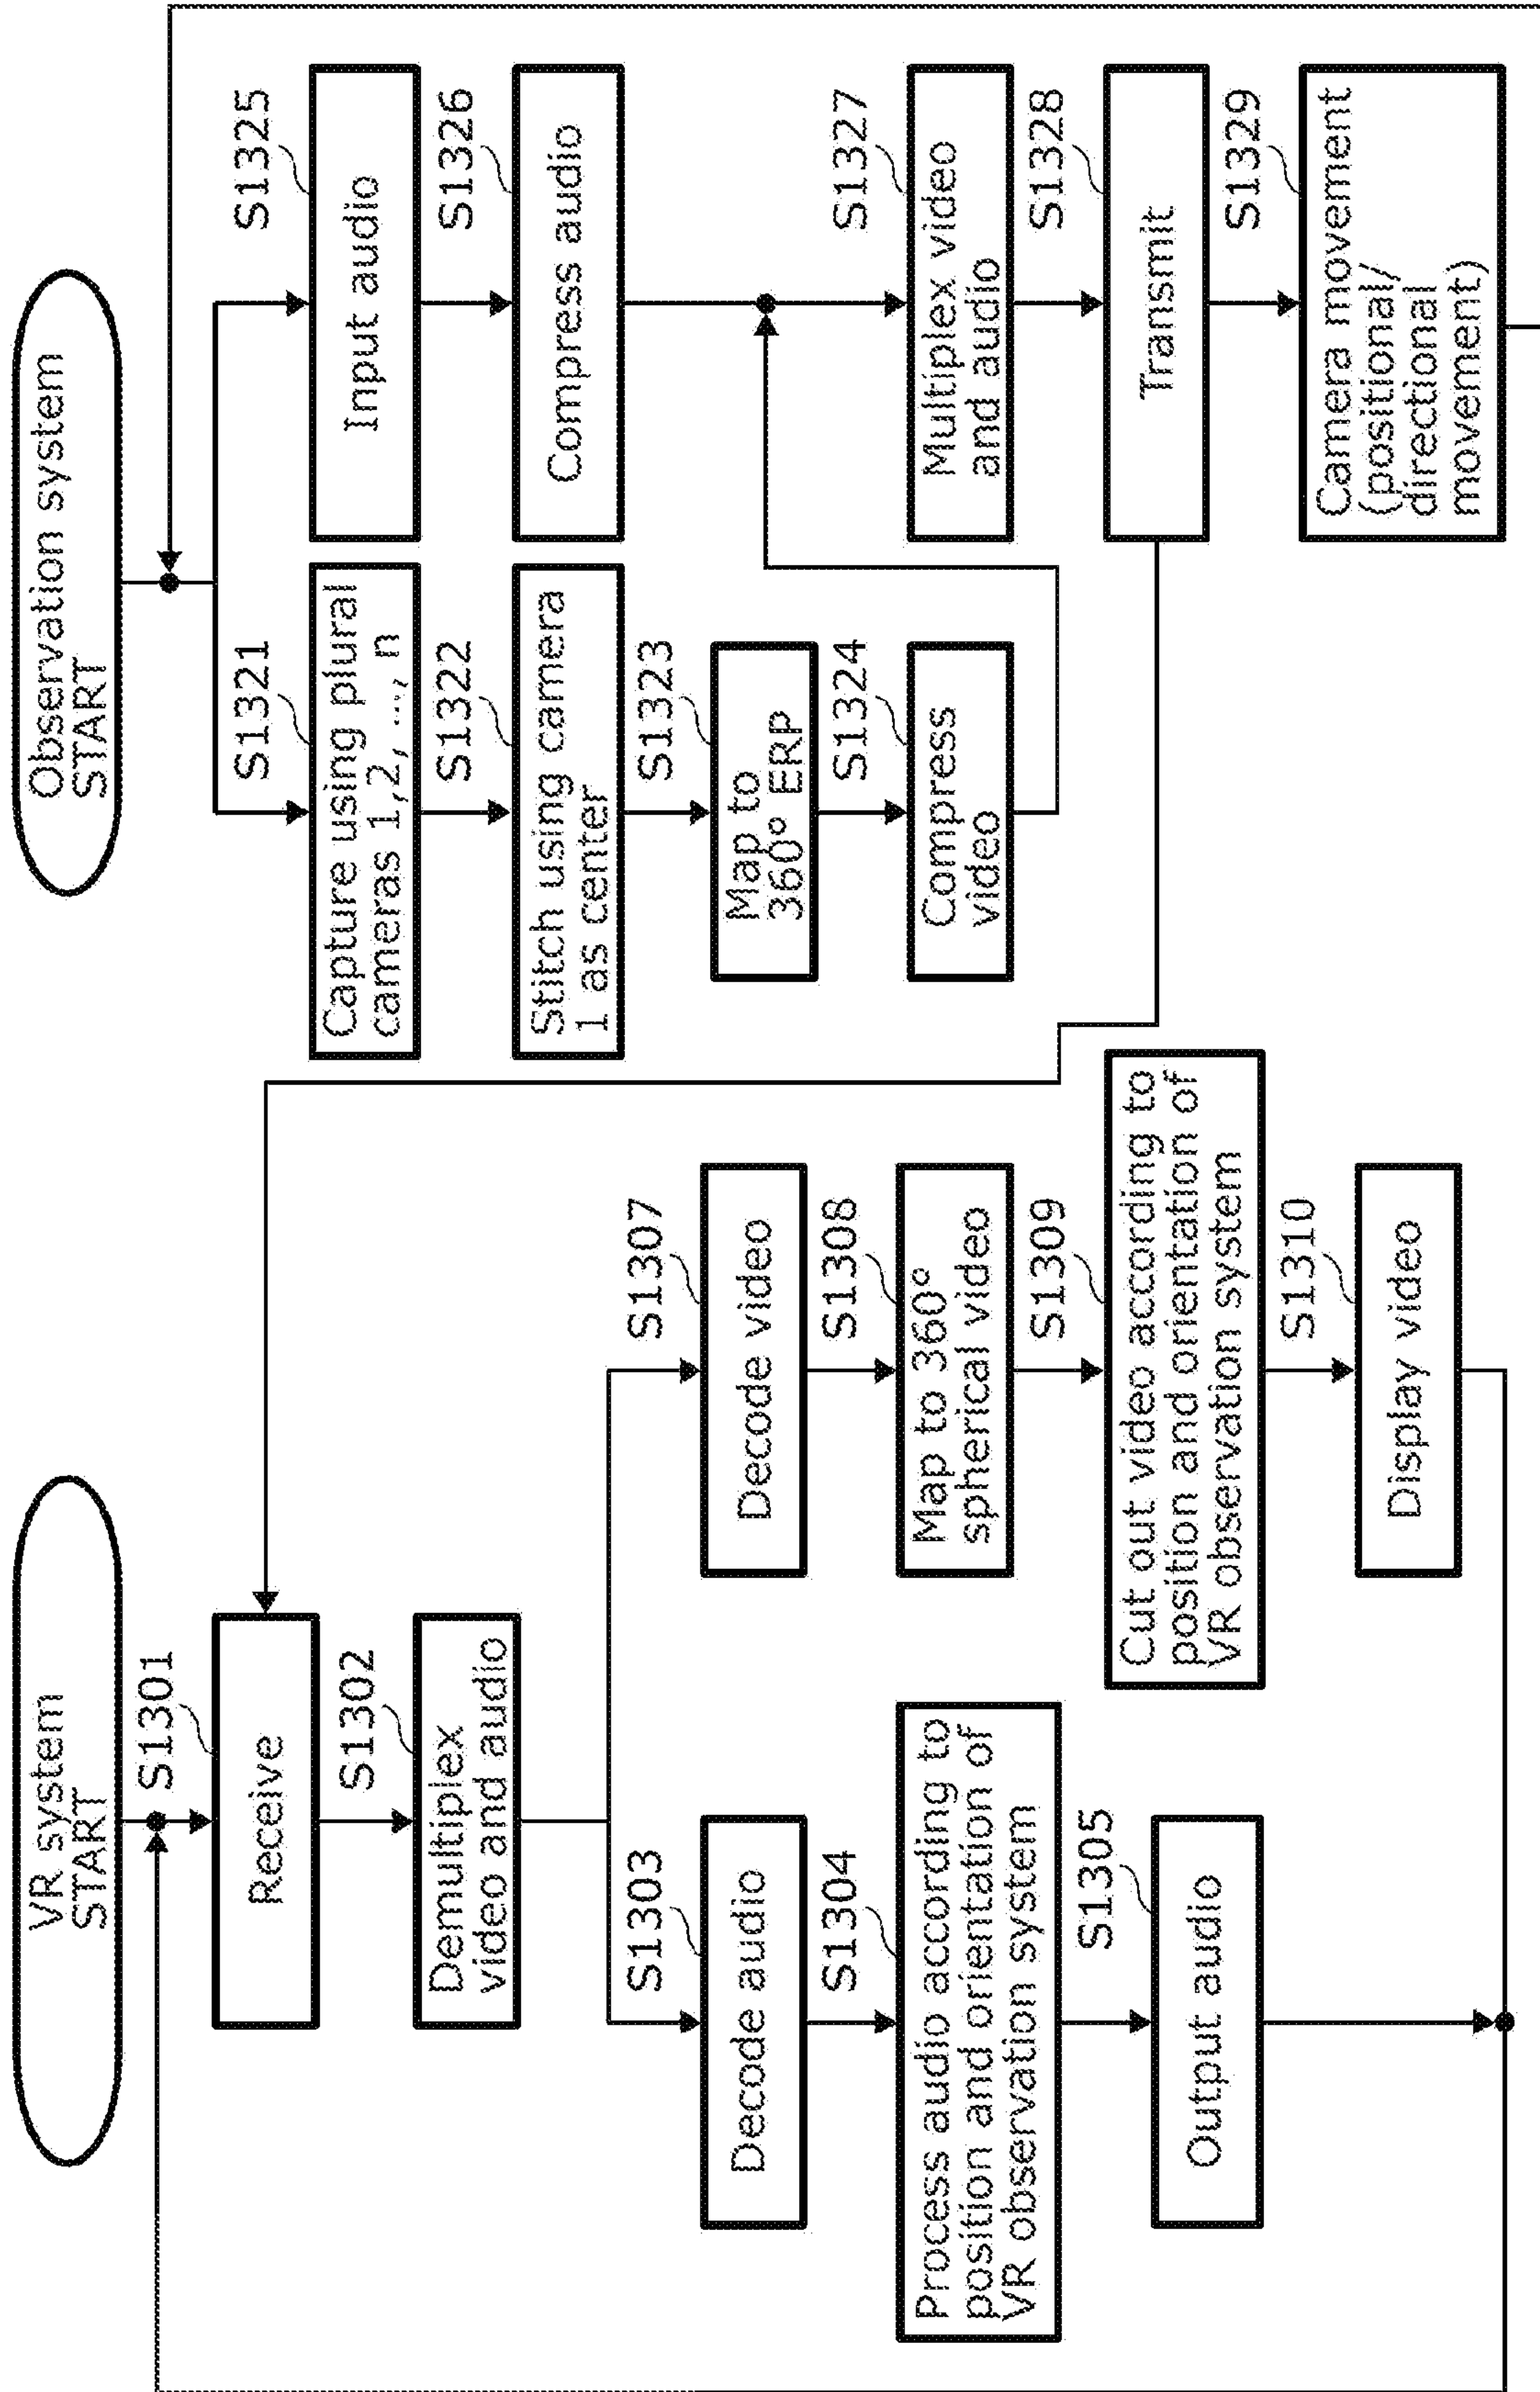 VR system
START
S1301
Receive
S1302
Demultiplex
video and audio
S1303
Decode audio
S1304
Process audio according to
position and orientation of
VR observation system
S1305
Output audio
S1307
Decode video
S1308
Map to 360°
spherical video
S1309
Cut out video according to
position and orientation of
VR observation system
S1310
Display video
Observation system
START
S1321
Capture using plural
cameras 1,2, ..., n
S1322
Stitch using camera
1 as center
S1323
Map to
360° ERP
S1324
Compress
video
S1325
Input audio
S1326
Compress audio
S1327
Multiplex video
and audio
S1328
Transmit
S1329
Camera movement
(positional/
directional
movement)